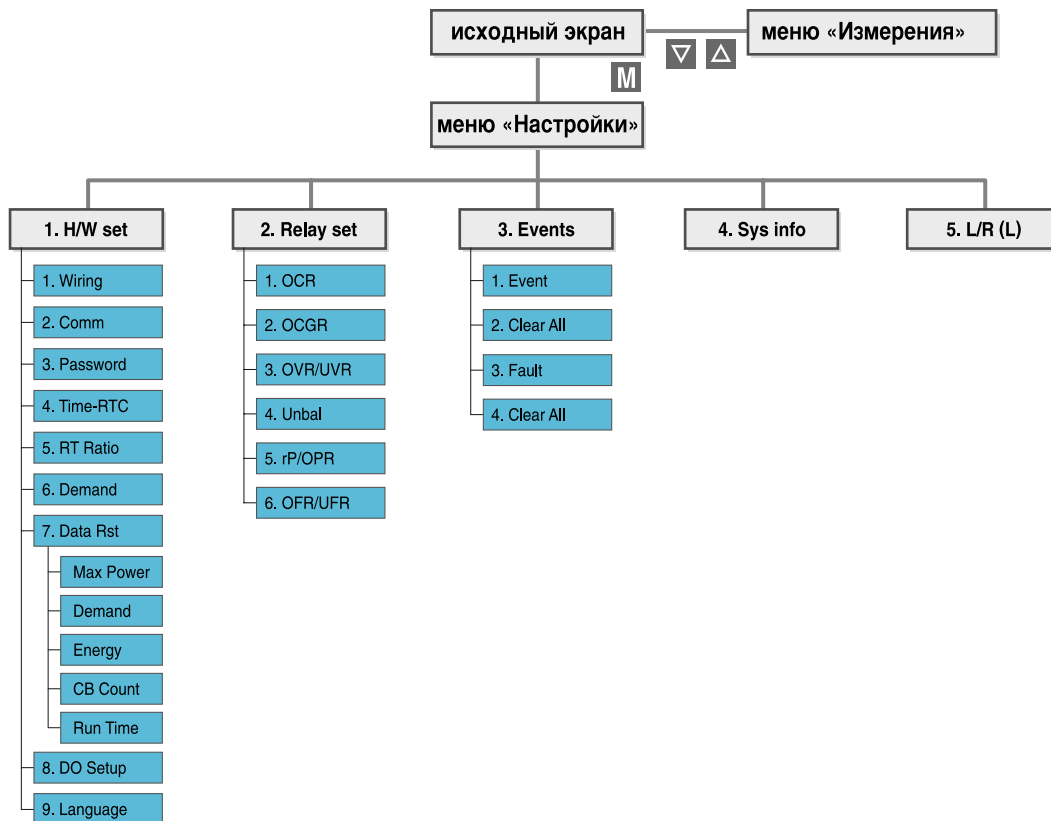 исходный экран
меню «Измерения»
M
меню «Настройки»
1. H/W set
2. Relay set
3. Events
4. Sys info
5. L/R (L)
1. Wiring
2. Comm
3. Password
4. Time-RTC
5. RT Ratio
6. Demand
7. Data Rst
Max Power
Demand
Energy
CB Count
Run Time
8. DO Setup
9. Language
1. OCR
2. OCGR
3. OVR/UVR
4. Unbal
5. rP/OPR
6. OFR/UFR
1. Event
2. Clear All
3. Fault
4. Clear All